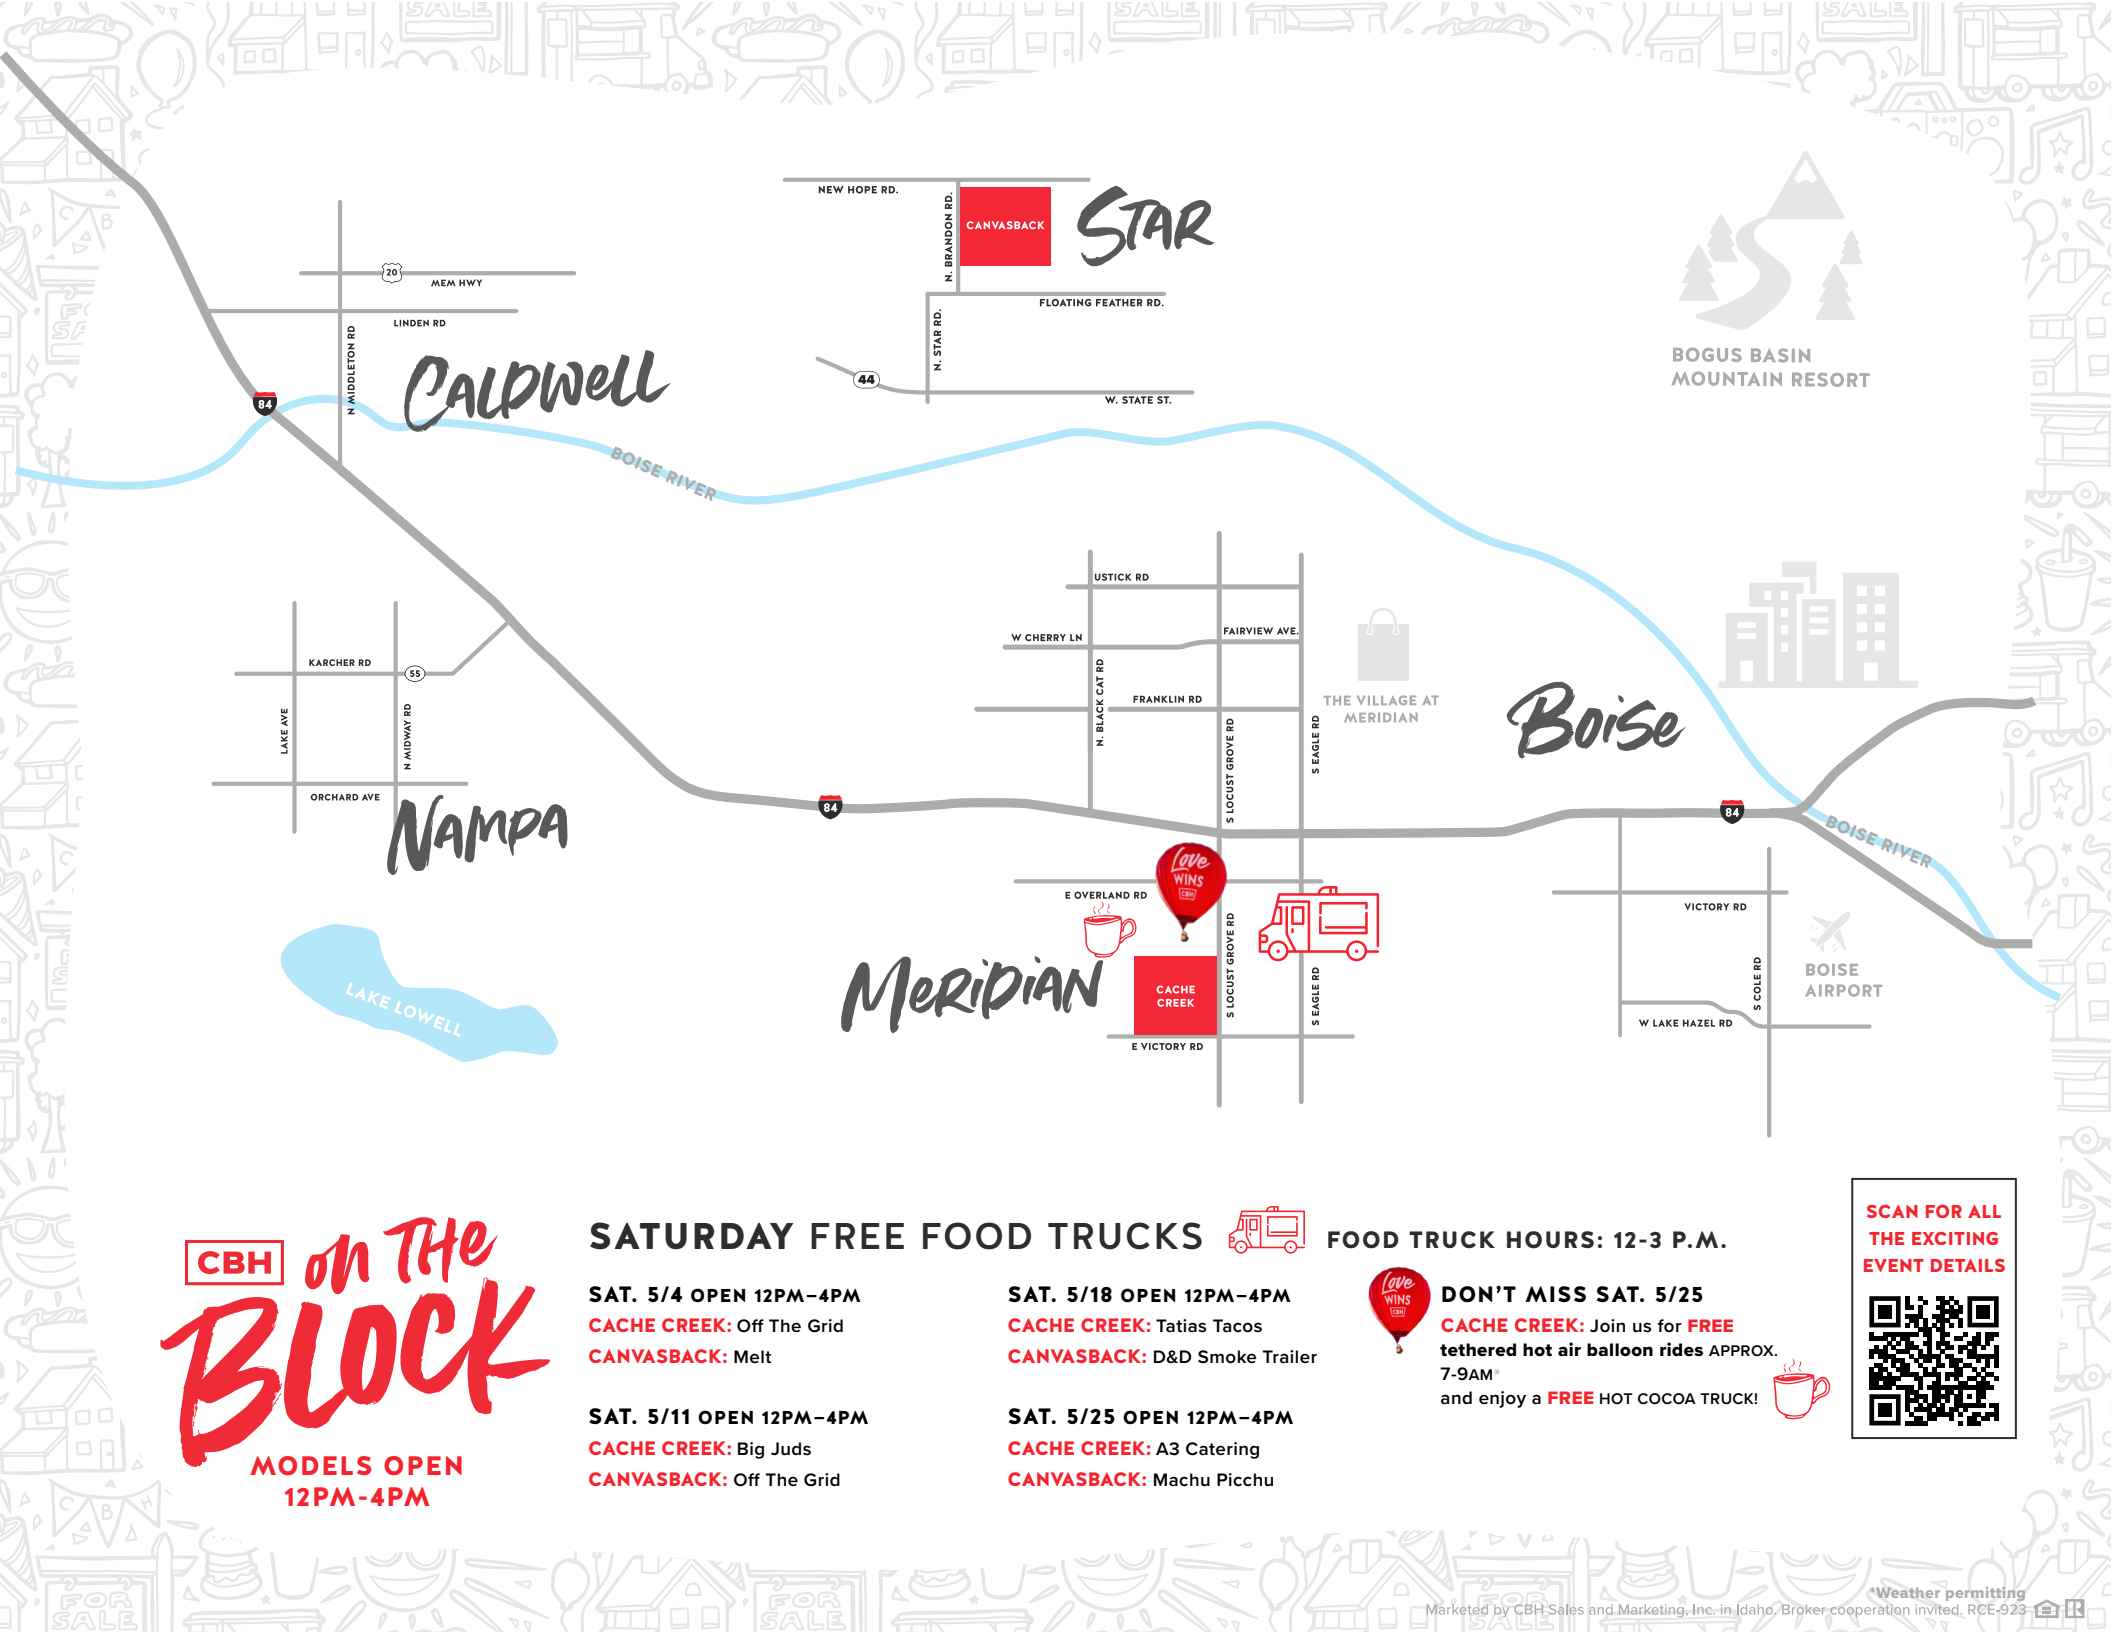 NEW HOPE RD.
N. BRANDON RD.
CANVASBACK
STAR
FLOATING FEATHER RD.
N. STAR RD.
44
W. STATE ST.
20
MEM HWY
LINDEN RD
N MIDDLETON RD
CALDWELL
84
BOISE RIVER
BOGUS BASIN
MOUNTAIN RESORT
USTICK RD
W CHERRY LN
FAIRVIEW AVE.
N. BLACK CAT RD
FRANKLIN RD
S LOCUST GROVE RD
S EAGLE RD
THE VILLAGE AT
MERIDIAN
BOISE
KARCHER RD
55
LAKE AVE
N MIDWAY RD
ORCHARD AVE
NAMPA
84
84
BOISE RIVER
LAKE LOWELL
E OVERLAND RD
Love
WINS
CBH
MERIDIAN
CACHE
CREEK
S LOCUST GROVE RD
S EAGLE RD
E VICTORY RD
VICTORY RD
S COLE RD
BOISE
AIRPORT
W LAKE HAZEL RD
CBH on THE
BLOCK
MODELS OPEN
12PM-4PM
SATURDAY FREE FOOD TRUCKS
FOOD TRUCK HOURS: 12-3 P.M.
SAT. 5/4 OPEN 12PM–4PM
CACHE CREEK: Off The Grid
CANVASBACK: Melt
SAT. 5/11 OPEN 12PM–4PM
CACHE CREEK: Big Juds
CANVASBACK: Off The Grid
SAT. 5/18 OPEN 12PM–4PM
CACHE CREEK: Tatias Tacos
CANVASBACK: D&D Smoke Trailer
SAT. 5/25 OPEN 12PM–4PM
CACHE CREEK: A3 Catering
CANVASBACK: Machu Picchu
Love
WINS
CBH
DON'T MISS SAT. 5/25
CACHE CREEK: Join us for FREE
tethered hot air balloon rides APPROX.
7-9AM*
and enjoy a FREE HOT COCOA TRUCK!
SCAN FOR ALL
THE EXCITING
EVENT DETAILS
FOR
SALE
FOR
SALE
*Weather permitting
Marketed by CBH Sales and Marketing, Inc. in Idaho. Broker cooperation invited. RCE-923